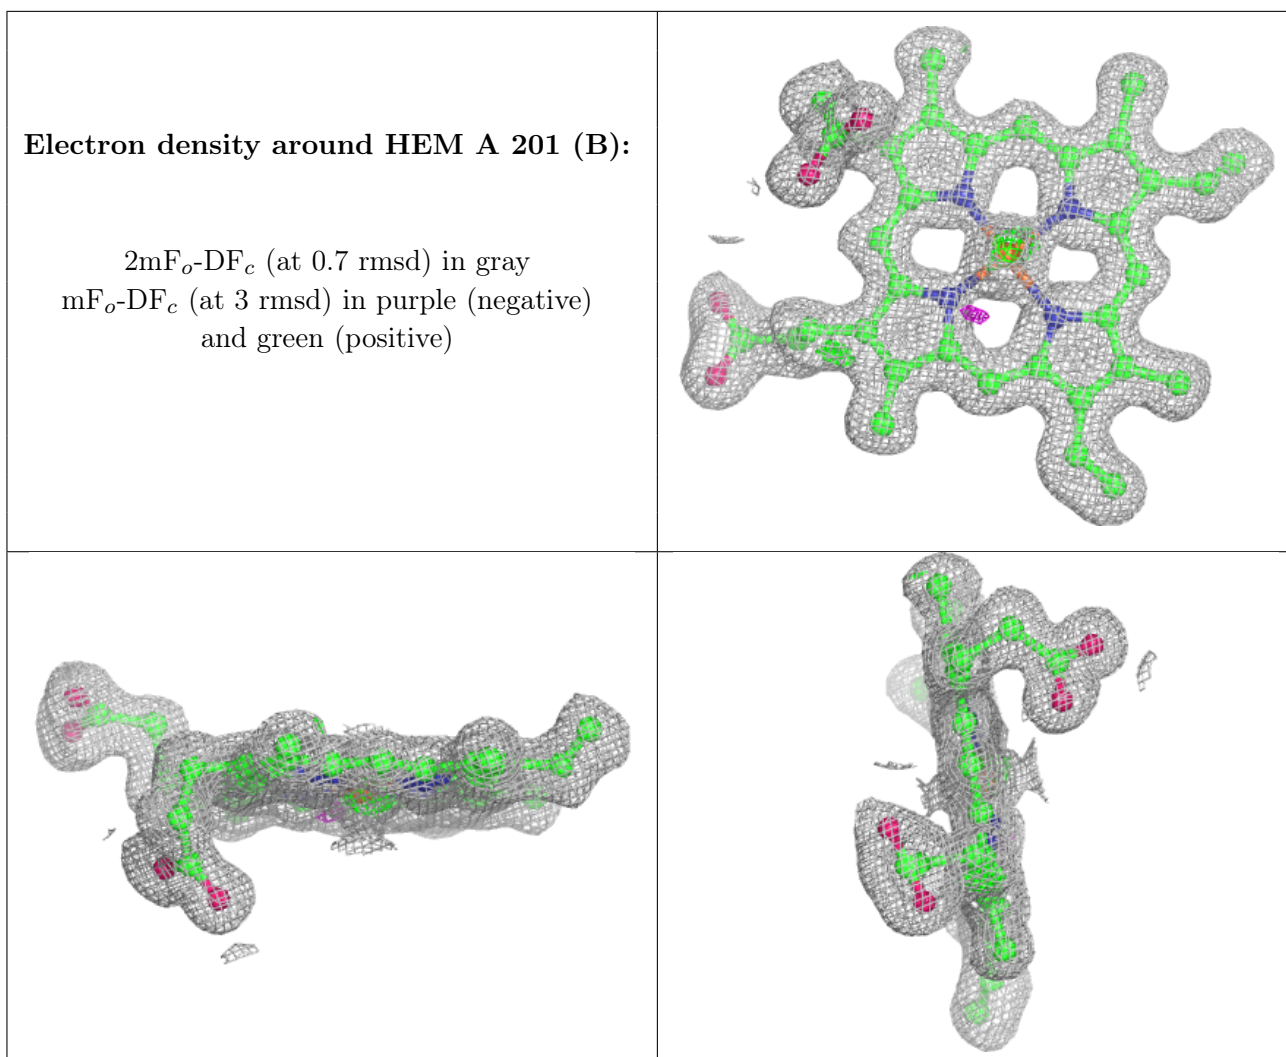 Electron density around HEM A 201 (B):
2mFo-DFc (at 0.7 rmsd) in gray
mFo-DFc (at 3 rmsd) in purple (negative)
and green (positive)